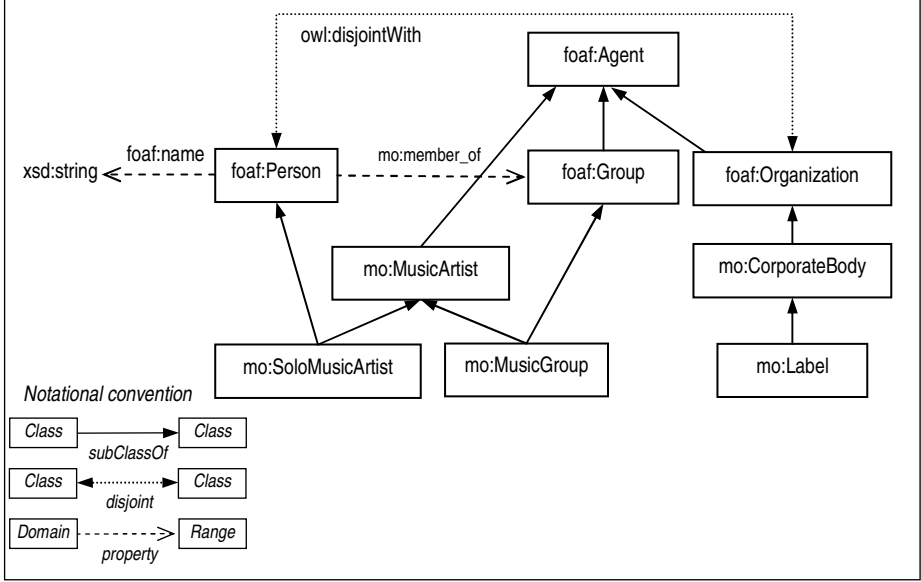 owl:disjointWith
foaf:Agent
foaf:name
mo:member_of
xsd:string
foaf:Person
foaf:Group
foaf:Organization
mo:MusicArtist
mo:CorporateBody
mo:SoloMusicArtist
mo:MusicGroup
mo:Label
Notational convention
Class
Class
subClassOf
Class
Class
disjoint
Domain
Range
property